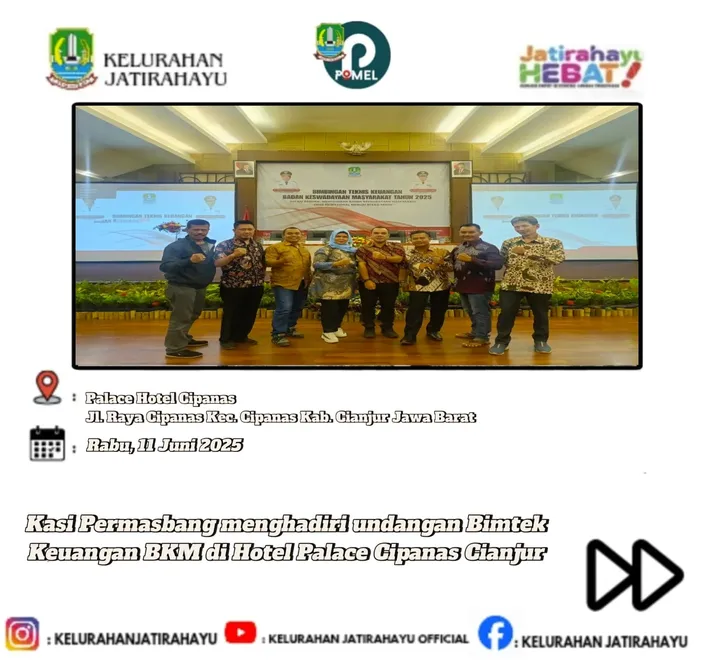 KELURAHAN
JATIRAHAYU
POMEL
Jatirahayu
HEBAT!
BIMBINGAN TEKNIS KEUANGAN
BADAN KESWADAYAAN MASYARAKAT TAHUN 2025
: Palace Hotel Cipanas
Jl. Raya Cipanas Kec. Cipanas Kab. Cianjur Jawa Barat
: Rabu, 11 Juni 2025
Kasi Permasbang menghadiri undangan Bimtek
Keuangan BKM di Hotel Palace Cipanas Cianjur
: KELURAHANJATIRAHAYU
: KELURAHAN JATIRAHAYU OFFICIAL
: KELURAHAN JATIRAHAYU